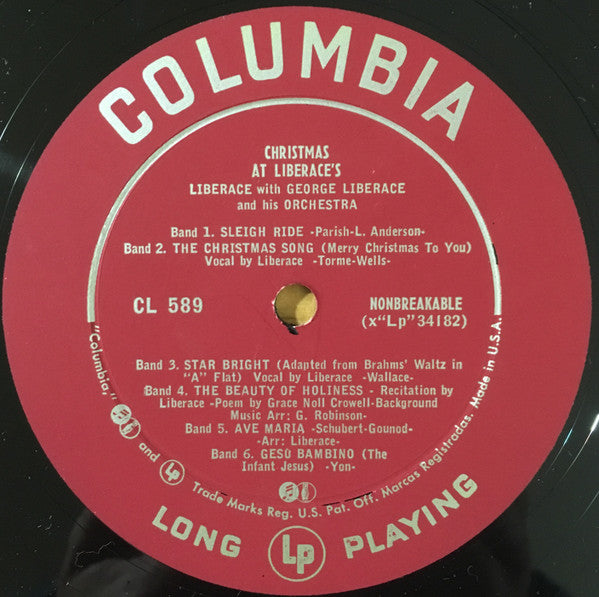 COLUMBIA
CHRISTMAS
AT LIBERACE'S
LIBERACE with GEORGE LIBERACE
and his ORCHESTRA
Band 1. SLEIGH RIDE -Parish-L. Anderson-
Band 2. THE CHRISTMAS SONG (Merry Christmas To You)
Vocal by Liberace -Torme-Wells-
CL 589
NONBREAKABLE
(x"Lp"34182)
Band 3. STAR BRIGHT (Adapted from Brahms' Waltz in
"A" Flat) Vocal by Liberace -Wallace-
Band 4. THE BEAUTY OF HOLINESS - Recitation by
Liberace -Poem by Grace Noll Crowell-Background
Music Arr: G. Robinson-
Band 5. AVE MARIA -Schubert-Gounod-
-Arr: Liberace-
Band 6. GESÙ BAMBINO (The
Infant Jesus) -Yon-
"Columbia," and LP Trade Marks Reg. U.S. Pat. Off. Marcas Registradas. Made in U.S.A.
LONG LP PLAYING